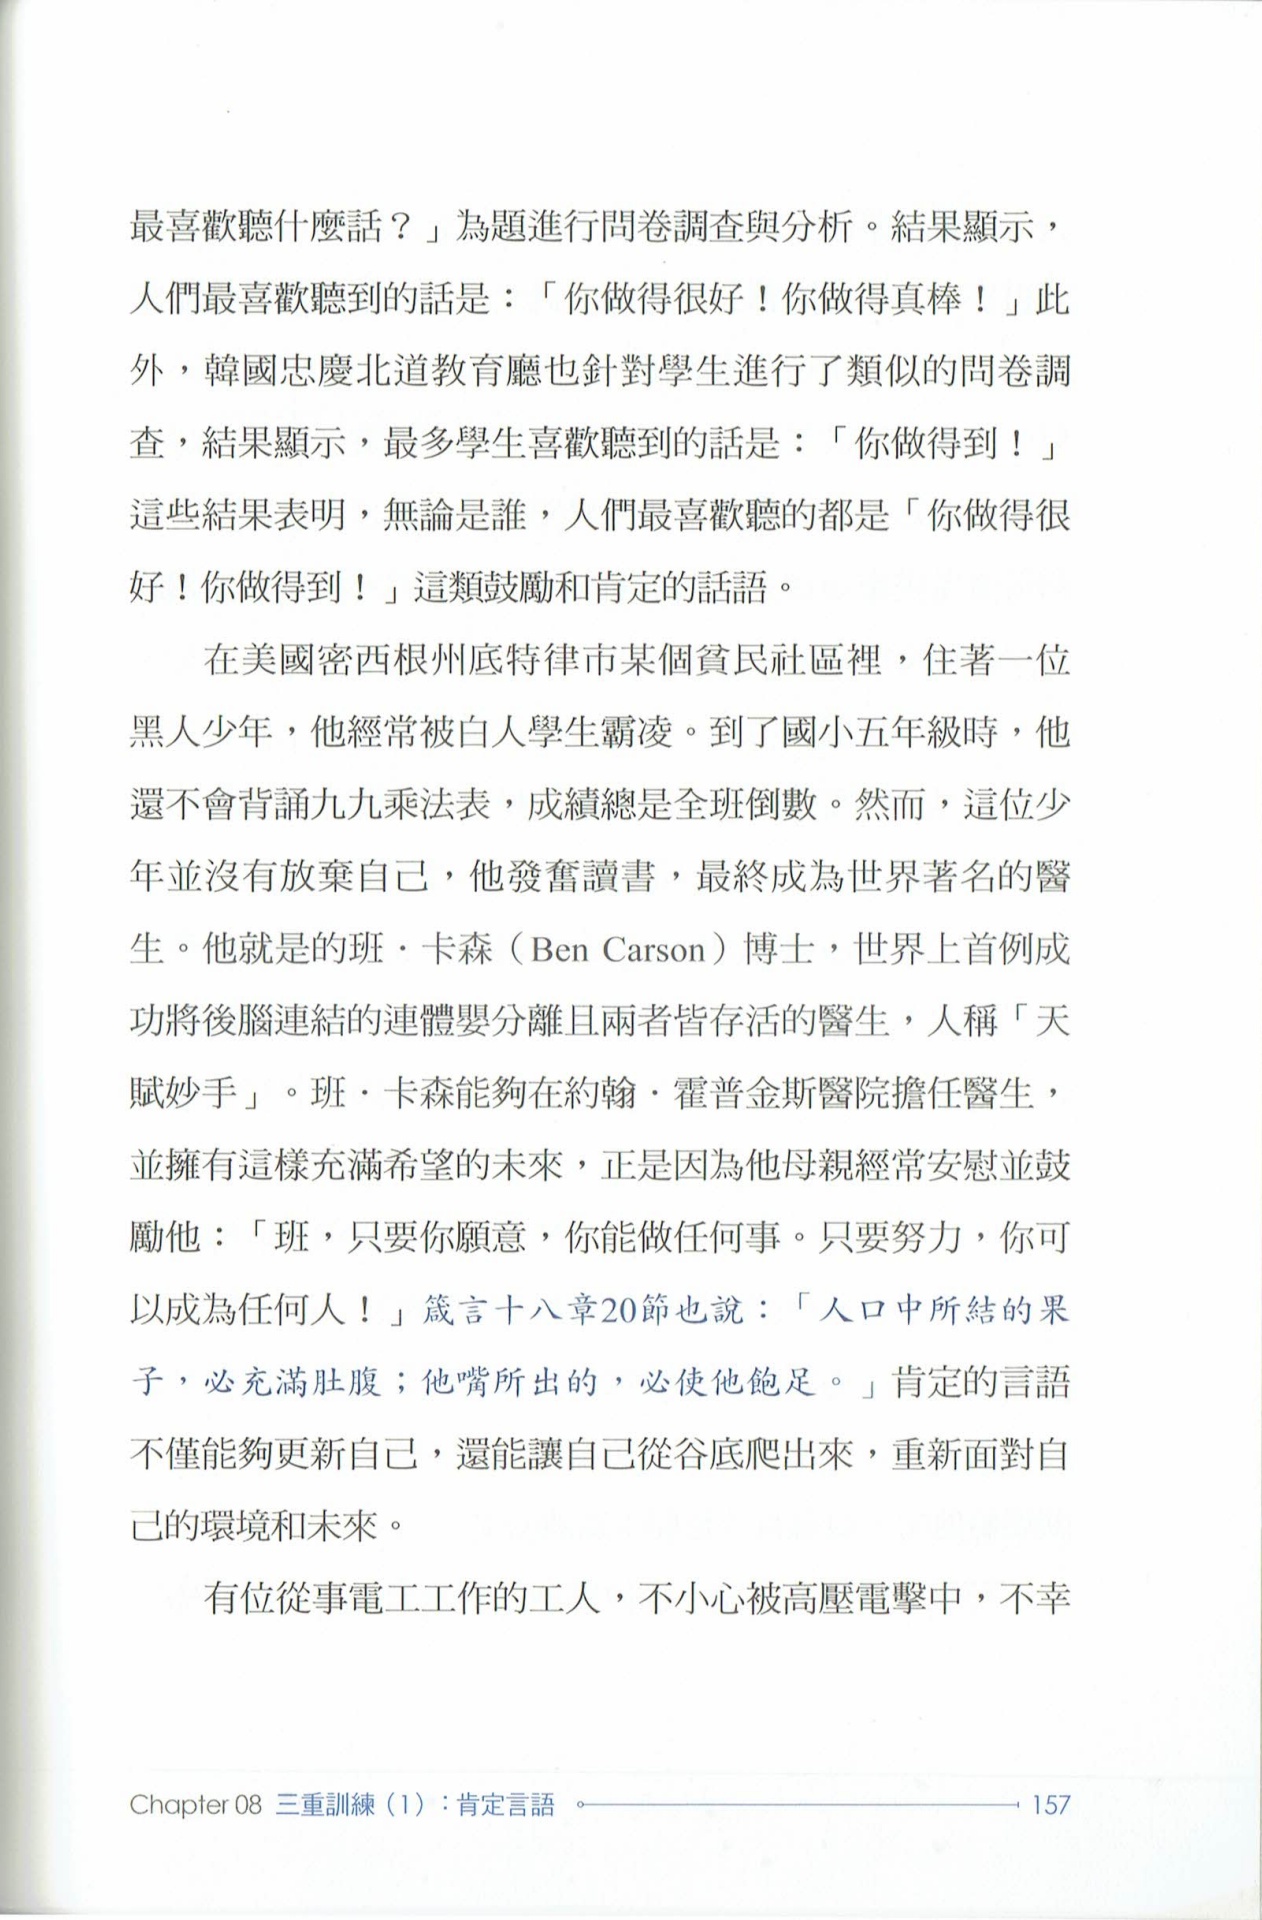 最喜歡聽什麼話？」為題進行問卷調查與分析。結果顯示，
人們最喜歡聽到的話是：「你做得很好！你做得真棒！」此
外，韓國忠慶北道教育廳也針對學生進行了類似的問卷調
查，結果顯示，最多學生喜歡聽到的話是：「你做得到！」
這些結果表明，無論是誰，人們最喜歡聽的都是「你做得很
好！你做得到！」這類鼓勵和肯定的話語。
在美國密西根州底特律市某個貧民社區裡，住著一位
黑人少年，他經常被白人學生霸凌。到了國小五年級時，他
還不會背誦九九乘法表，成績總是全班倒數。然而，這位少
年並沒有放棄自己，他發奮讀書，最終成為世界著名的醫
生。他就是的班・卡森（Ben Carson）博士，世界上首例成
功將後腦連結的連體嬰分離且兩者皆存活的醫生，人稱「天
賦妙手」。班・卡森能夠在約翰・霍普金斯醫院擔任醫生，
並擁有這樣充滿希望的未來，正是因為他母親經常安慰並鼓
勵他：「班，只要你願意，你能做任何事。只要努力，你可
以成為任何人！」箴言十八章20節也說：「人口中所結的果
子，必充滿肚腹；他嘴所出的，必使他飽足。」肯定的言語
不僅能夠更新自己，還能讓自己從谷底爬出來，重新面對自
己的環境和未來。
有位從事電工工作的工人，不小心被高壓電擊中，不幸
Chapter 08 三重訓練（1）：肯定言語 157